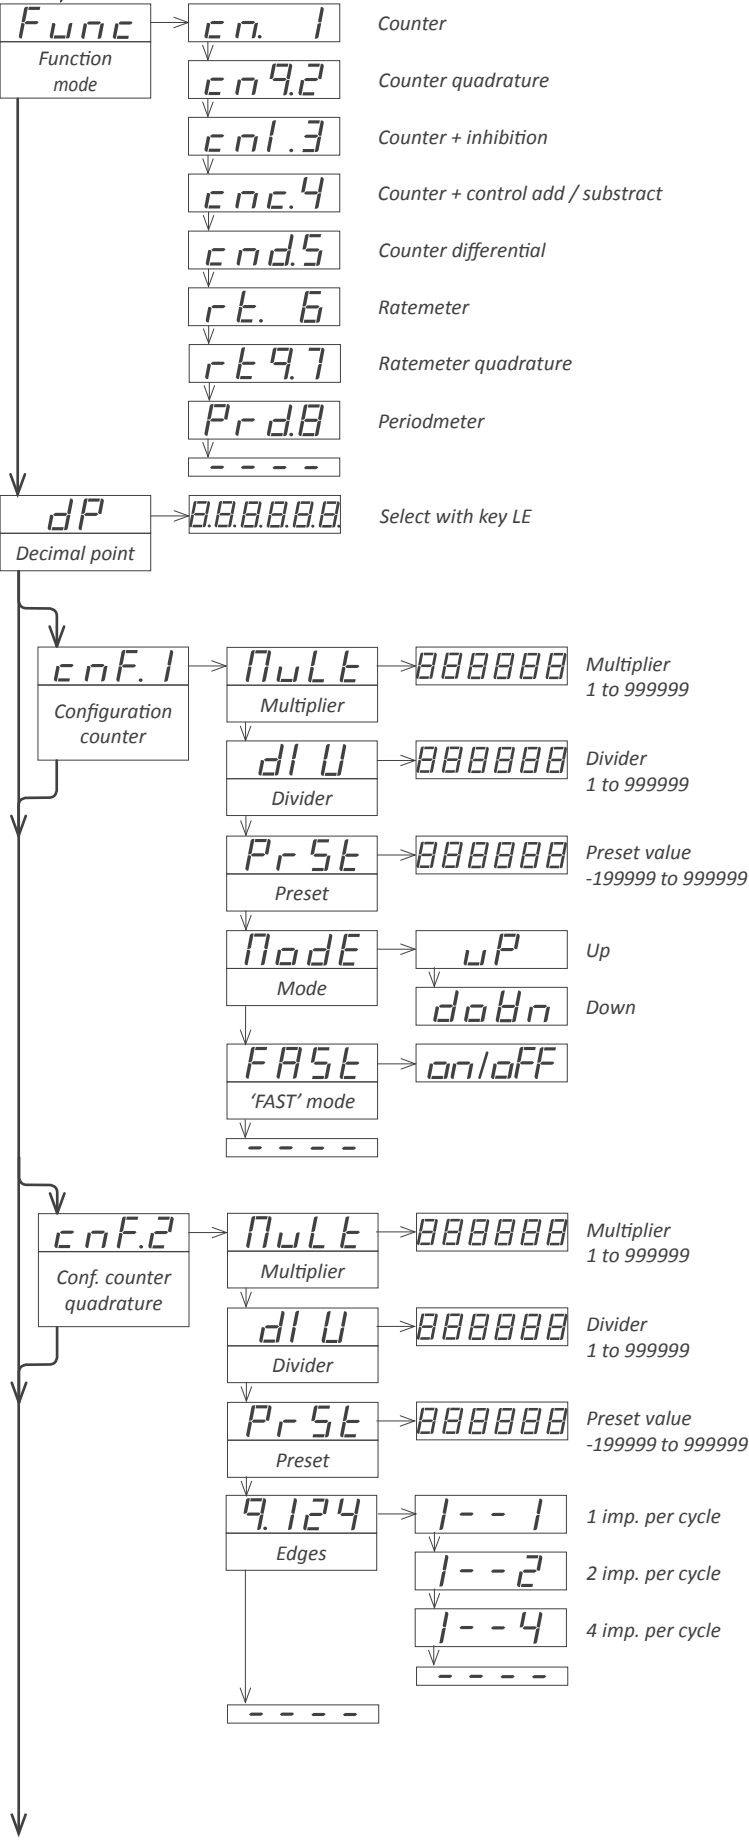 Func
Function
mode
cn. 1
Counter
cnq.2
Counter quadrature
cnI.3
Counter + inhibition
cnc.4
Counter + control add / substract
cnd.5
Counter differential
rt. 6
Ratemeter
rtq.7
Ratemeter quadrature
Prd.8
Periodmeter
- - - -
dP
Decimal point
8.8.8.8.8.8.
Select with key LE
cnF.1
Configuration
counter
MuLt
Multiplier
888888
Multiplier
1 to 999999
dIV
Divider
888888
Divider
1 to 999999
PrSt
Preset
888888
Preset value
-199999 to 999999
ModE
Mode
uP
Up
doWn
Down
FASt
'FAST' mode
on/oFF
- - - -
cnF.2
Conf. counter
quadrature
MuLt
Multiplier
888888
Multiplier
1 to 999999
dIV
Divider
888888
Divider
1 to 999999
PrSt
Preset
888888
Preset value
-199999 to 999999
q.124
Edges
1--1
1 imp. per cycle
1--2
2 imp. per cycle
1--4
4 imp. per cycle
- - - -
- - - -